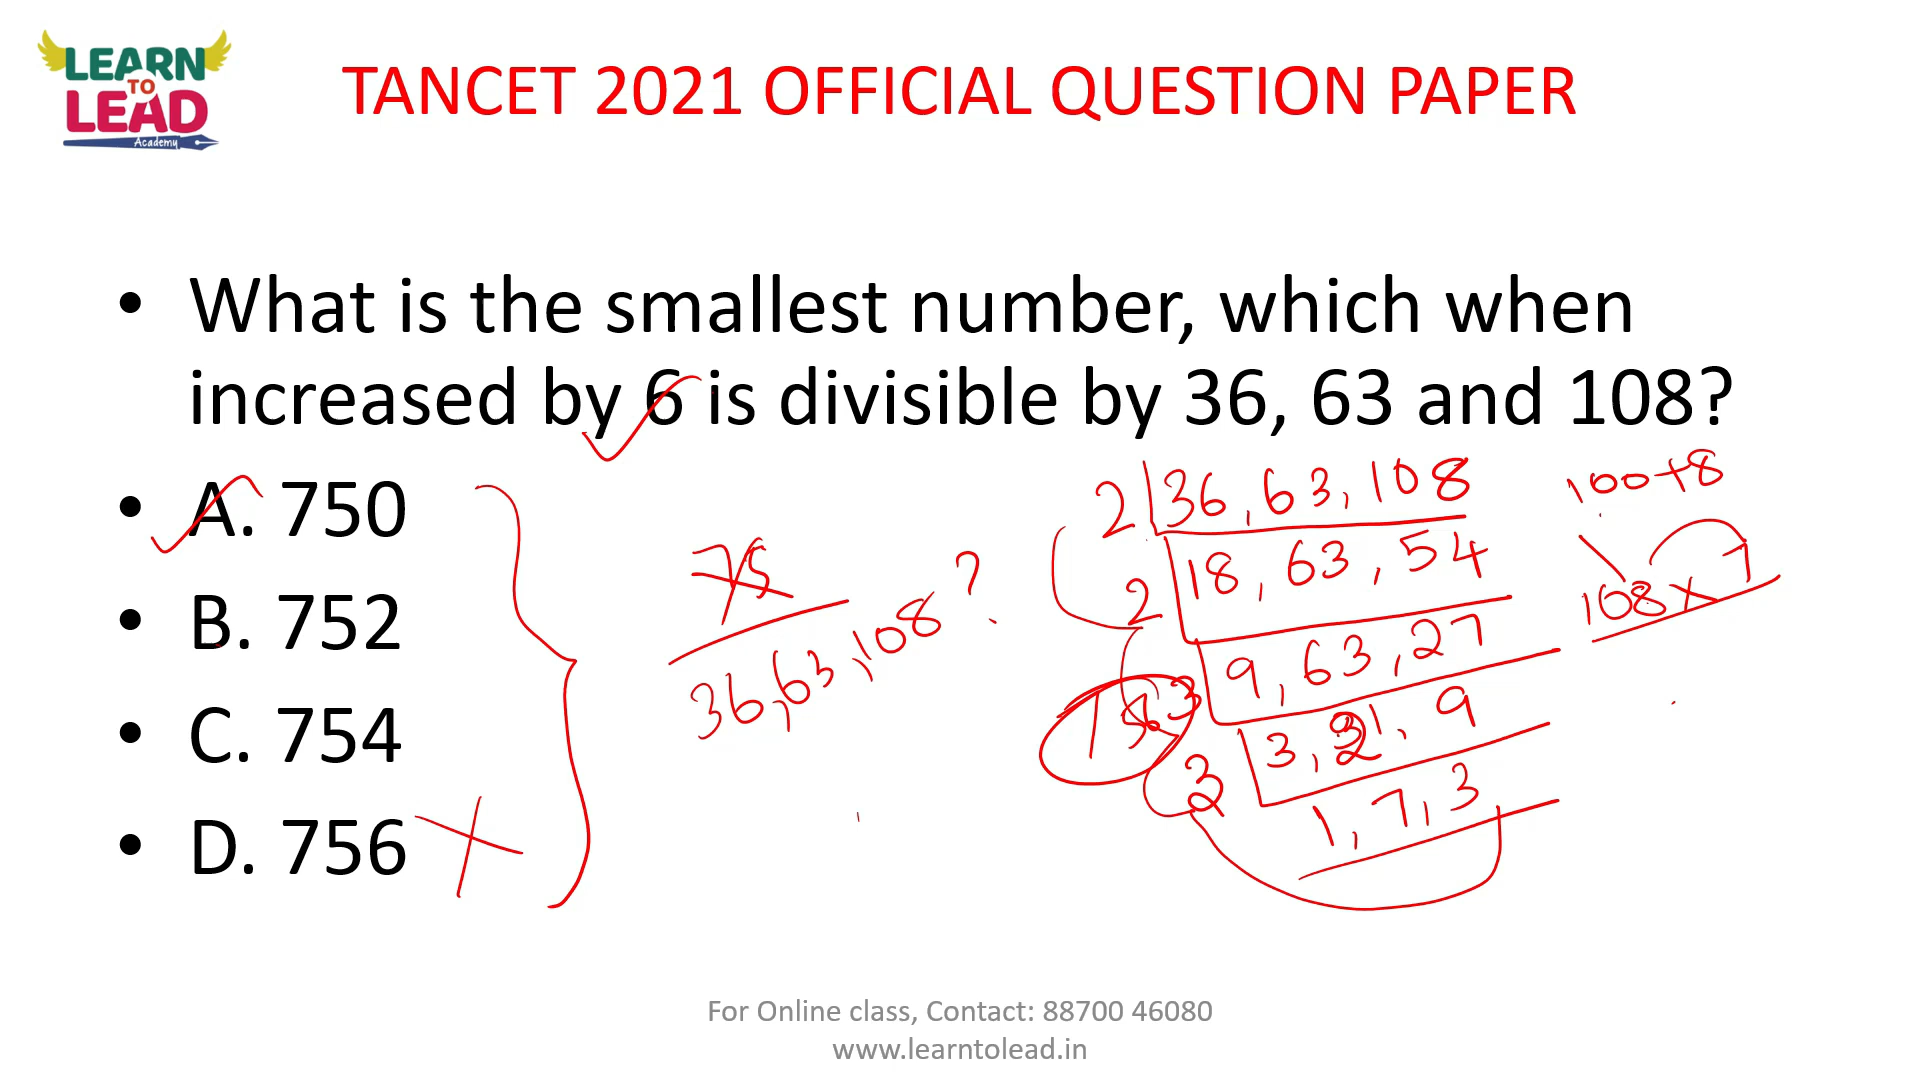 LEARN
TO
LEAD
Academy
TANCET 2021 OFFICIAL QUESTION PAPER
• What is the smallest number, which when
increased by 6 is divisible by 36, 63 and 108?
• A. 750
• B. 752
• C. 754
• D. 756
75
36, 63, 108 ?
2 36, 63, 108
2 18, 63, 54
3 9, 63, 27
3 3, 21, 9
1, 7, 3
100+8
108 × 7
For Online class, Contact: 88700 46080
www.learntolead.in